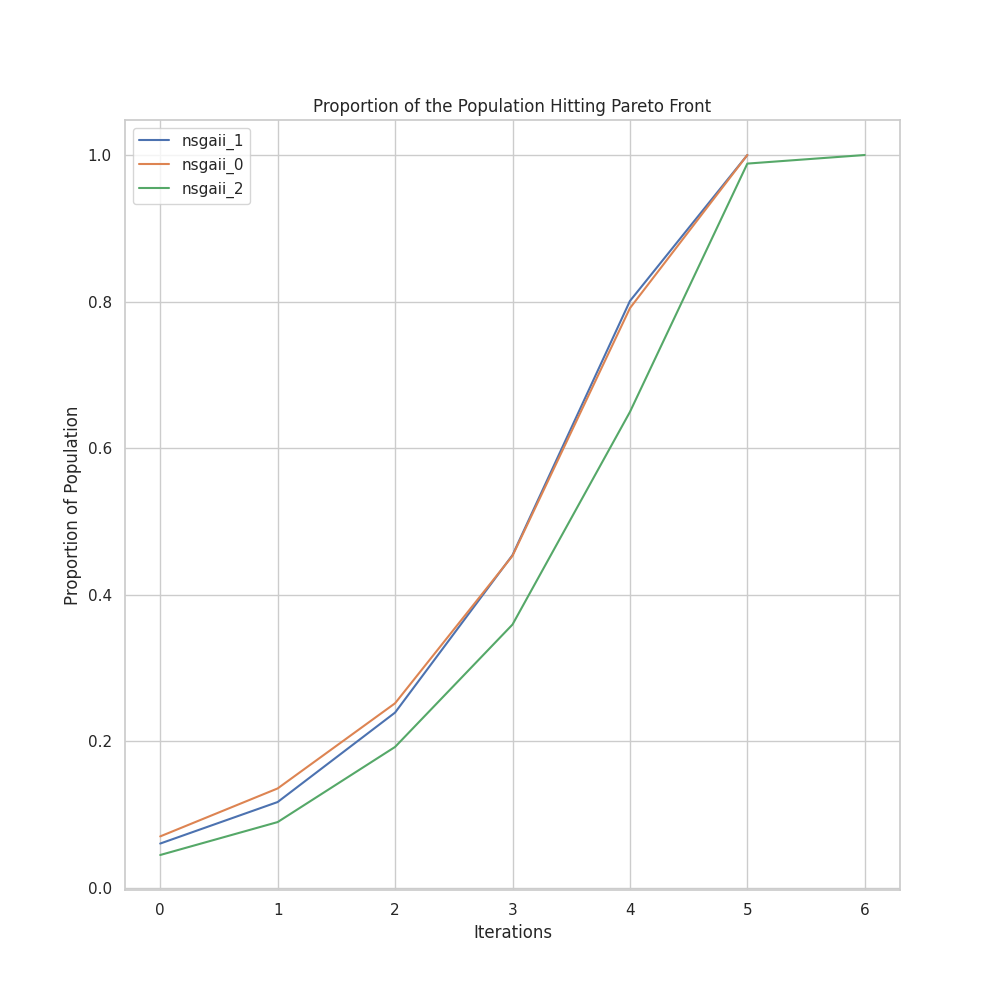 Proportion of the Population Hitting Pareto Front
nsgaii_1
nsgaii_0
nsgaii_2
1.0
0.8
0.6
0.4
0.2
0.0
Proportion of Population
0 1 2 3 4 5 6
Iterations